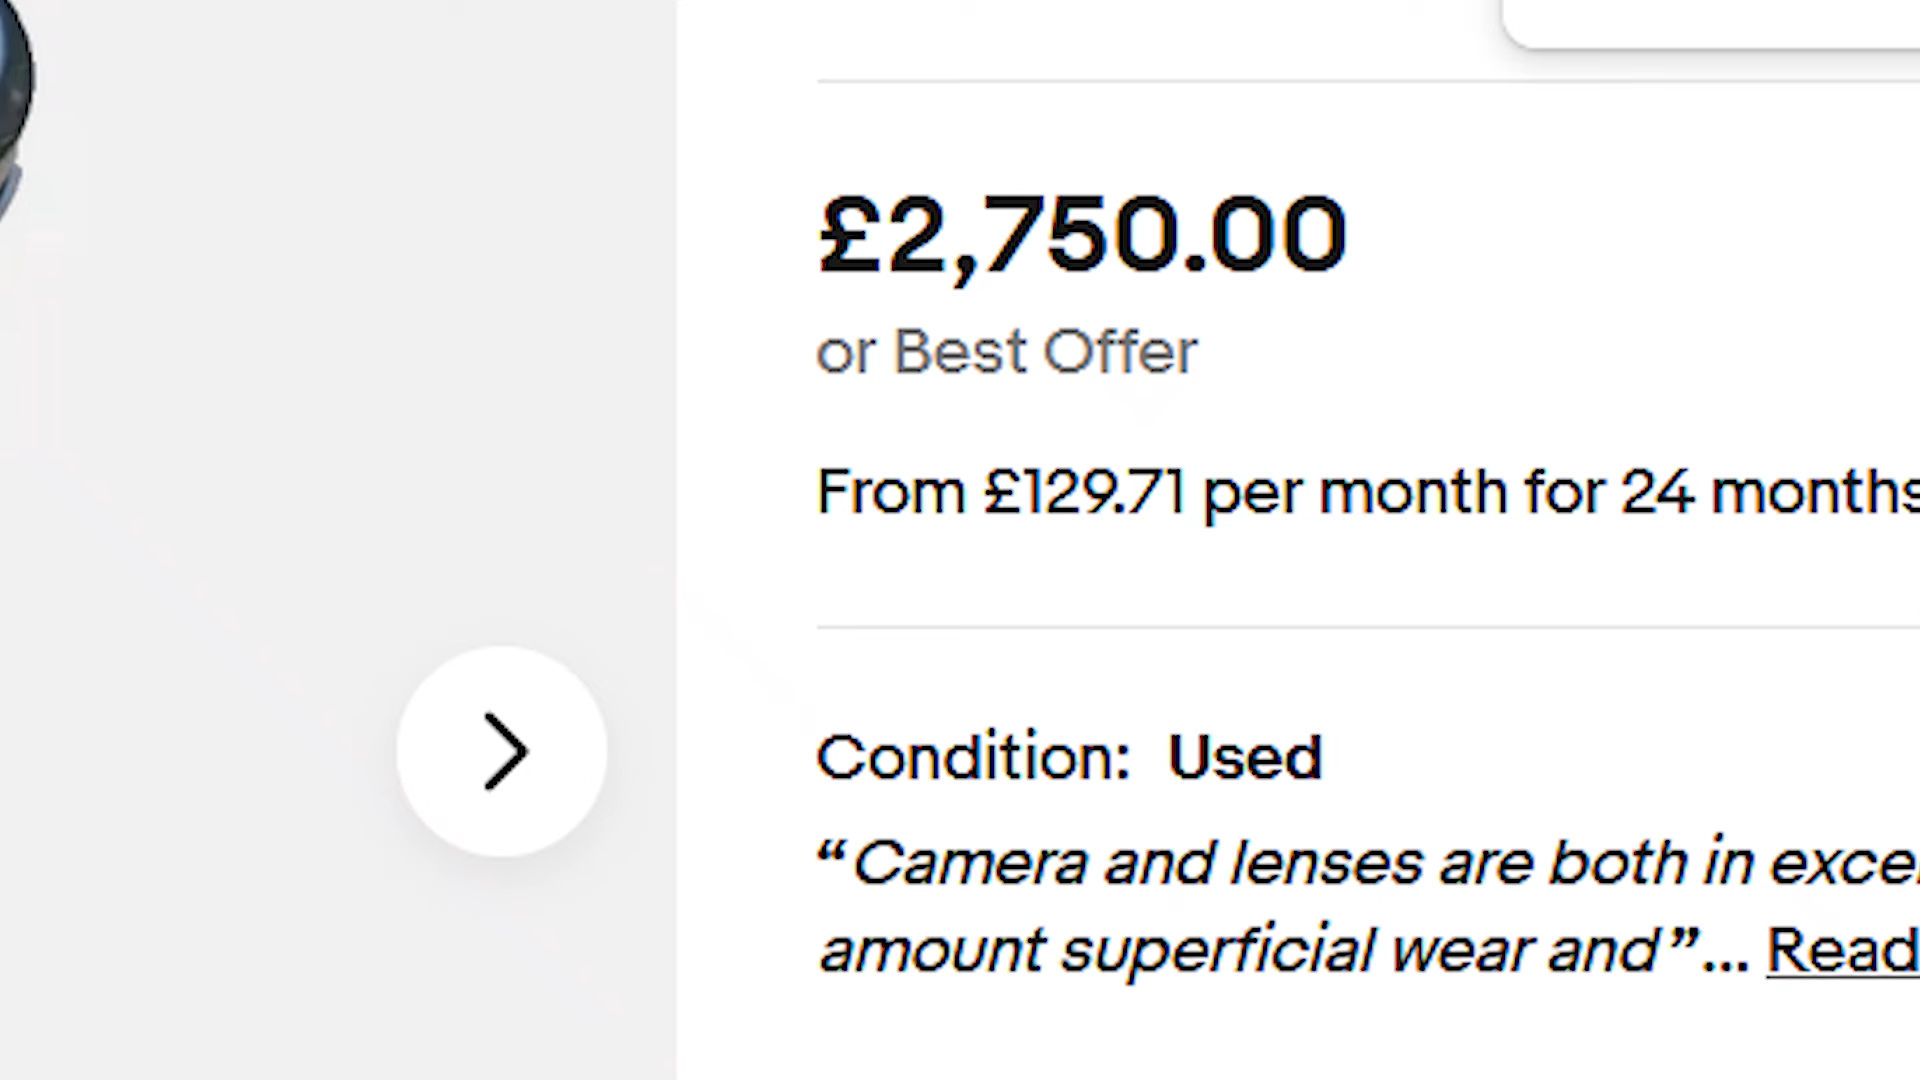 £2,750.00
or Best Offer
From £129.71 per month for 24 months
Condition: Used
“Camera and lenses are both in
amount superficial wear and”... Read